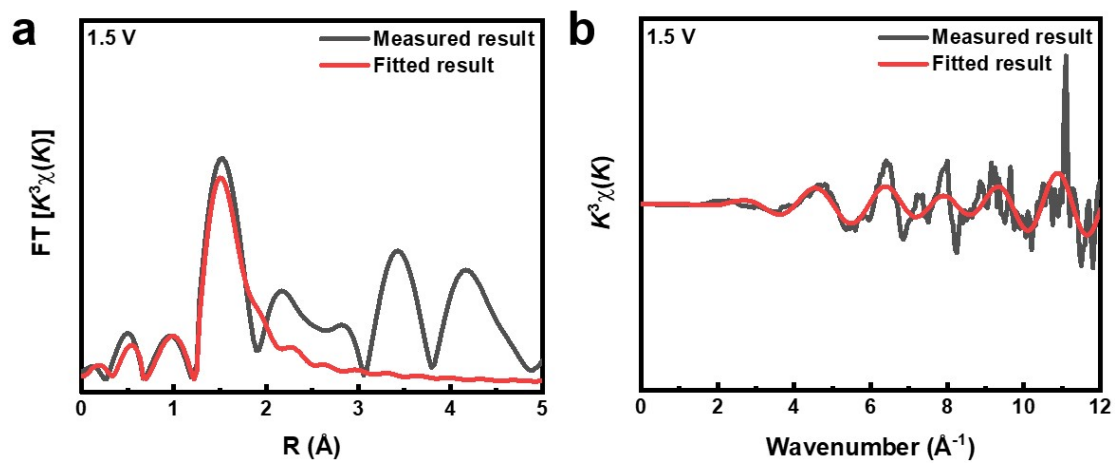 a
1.5 V
Measured result
Fitted result
FT [K³χ(K)]
0 1 2 3 4 5
R (Å)
b
1.5 V
Measured result
Fitted result
K³χ(K)
0 2 4 6 8 10 12
Wavenumber (Å⁻¹)